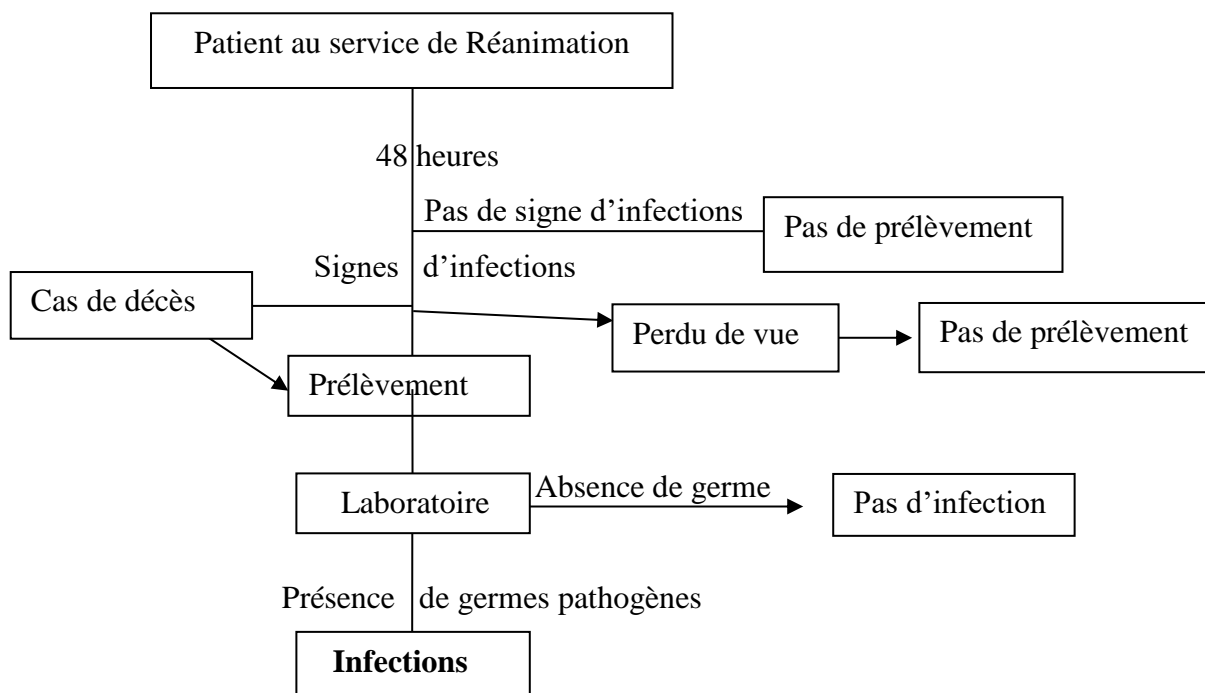 Patient au service de Réanimation
48 heures
Pas de signe d’infections
Pas de prélèvement
Signes d’infections
Cas de décès
Perdu de vue
Pas de prélèvement
Prélèvement
Laboratoire
Absence de germe
Pas d’infection
Présence de germes pathogènes
Infections